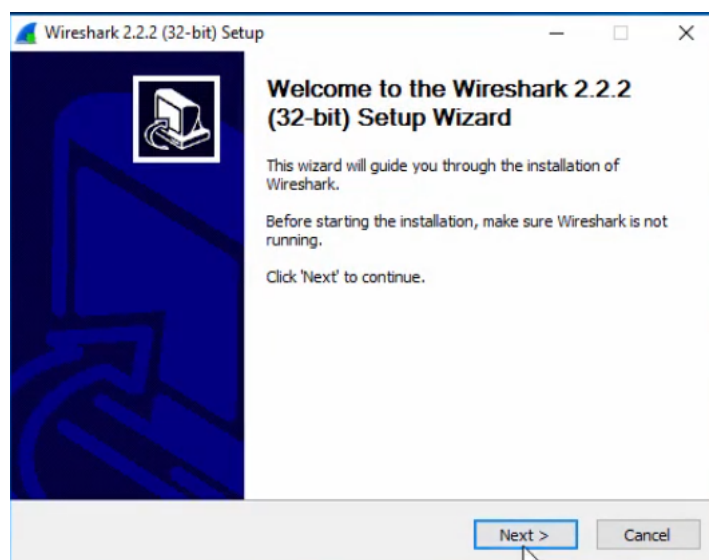 Wireshark 2.2.2 (32-bit) Setup
Welcome to the Wireshark 2.2.2
(32-bit) Setup Wizard
This wizard will guide you through the installation of
Wireshark.
Before starting the installation, make sure Wireshark is not
running.
Click 'Next' to continue.
Next >
Cancel